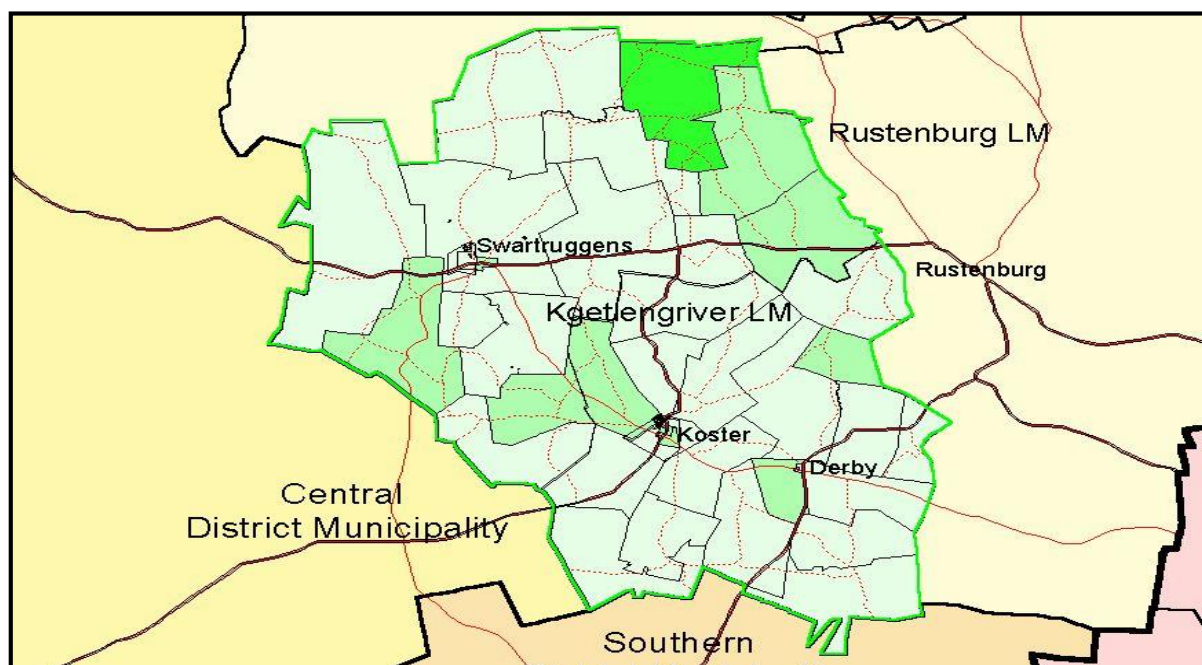 Rustenburg LM
Swartruggens
Rustenburg
Kgetlengriver LM
Koster
Derby
Central
District Municipality
Southern